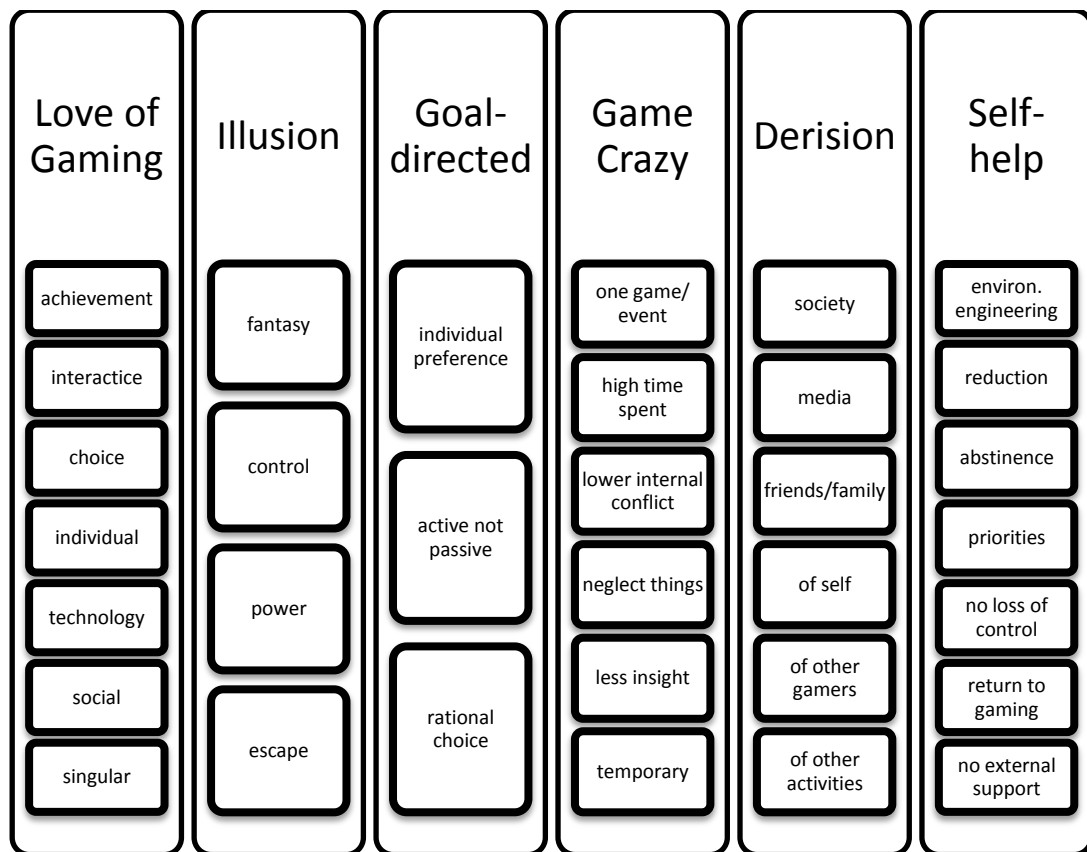 Love of
Gaming
achievement
interactice
choice
individual
technology
social
singular
Illusion
fantasy
control
power
escape
Goal-
directed
individual
preference
active not
passive
rational
choice
Game
Crazy
one game/
event
high time
spent
lower internal
conflict
neglect things
less insight
temporary
Derision
society
media
friends/family
of self
of other
gamers
of other
activities
Self-
help
environ.
engineering
reduction
abstinence
priorities
no loss of
control
return to
gaming
no external
support